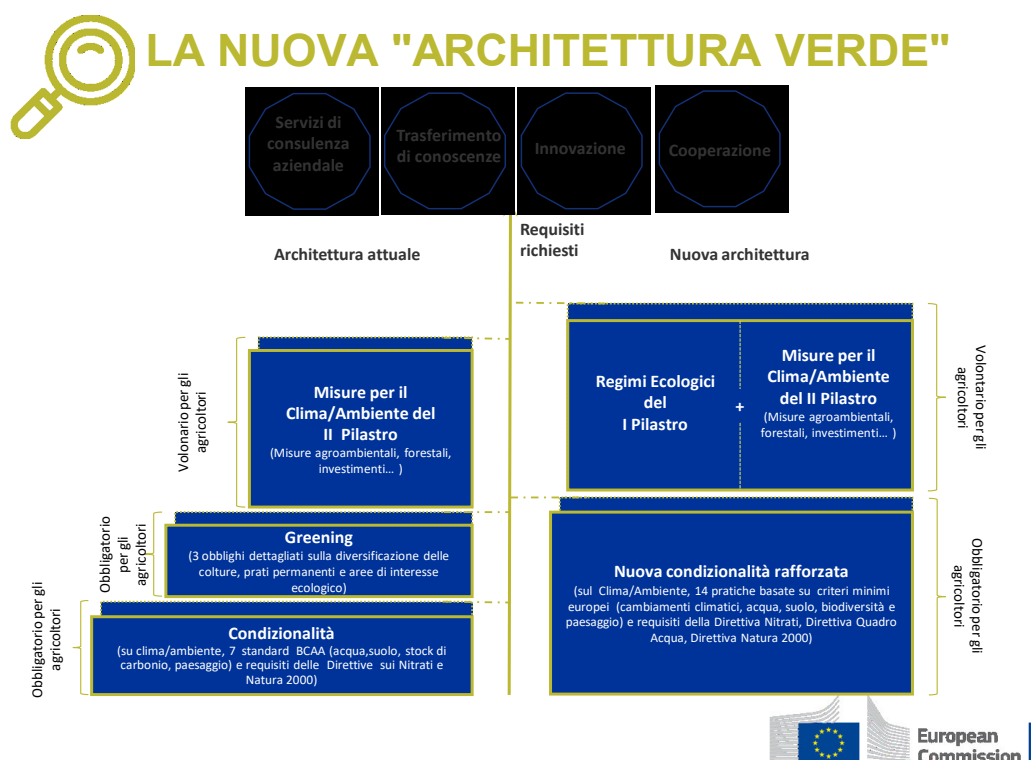 LA NUOVA "ARCHITETTURA VERDE"
Servizi di
consulenza
aziendale
Trasferimento
di conoscenze
Innovazione
Cooperazione
Requisiti
richiesti
Architettura attuale
Nuova architettura
Volonario per gli
agricoltori
Misure per il
Clima/Ambiente del
II Pilastro
(Misure agroambientali, forestali,
investimenti... )
Obbligatorio
per gli
agricoltori
Greening
(3 obblighi dettagliati sulla diversificazione delle
colture, prati permanenti e aree di interesse
ecologico)
Obbligatorio per gli
agricoltori
Condizionalità
(su clima/ambiente, 7 standard BCAA (acqua,suolo, stock di
carbonio, paesaggio) e requisiti delle Direttive sui Nitrati e
Natura 2000)
Regimi Ecologici
del
I Pilastro
+
Misure per il
Clima/Ambiente
del II Pilastro
(Misure agroambientali,
forestali, investimenti... )
Volontario per gli
agricoltori
Nuova condizionalità rafforzata
(sul Clima/Ambiente, 14 pratiche basate su criteri minimi
europei (cambiamenti climatici, acqua, suolo, biodiversità e
paesaggio) e requisiti della Direttiva Nitrati, Direttiva Quadro
Acqua, Direttiva Natura 2000)
Obbligatorio per gli
agricoltori
European
Commission